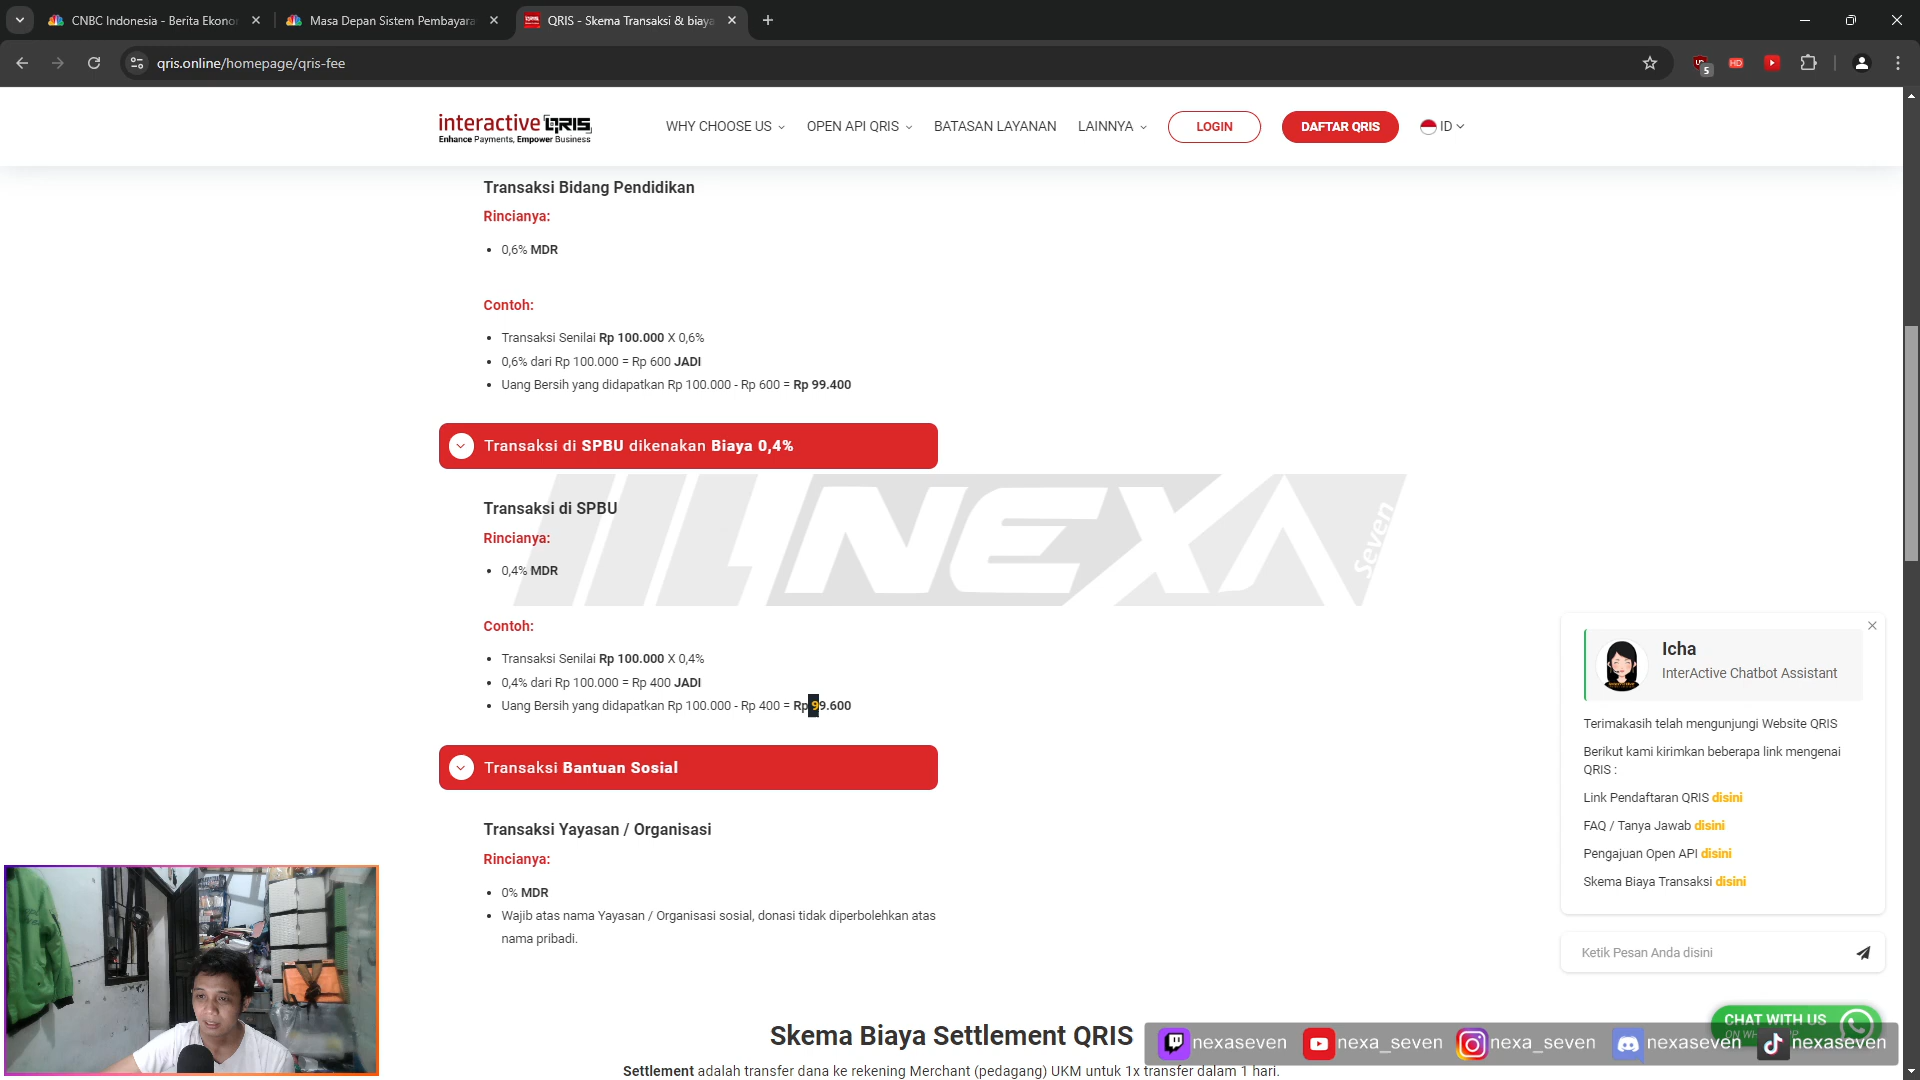 CNBC Indonesia - Berita Ekono
Masa Depan Sistem Pembayara
QRIS - Skema Transaksi & biaya
qris.online/homepage/qris-fee
5
HD
interactive QRIS
Enhance Payments, Empower Business
WHY CHOOSE US
OPEN API QRIS
BATASAN LAYANAN
LAINNYA
LOGIN
DAFTAR QRIS
ID
Transaksi Bidang Pendidikan
Rincianya:
• 0,6% MDR
Contoh:
• Transaksi Senilai Rp 100.000 X 0,6%
• 0,6% dari Rp 100.000 = Rp 600 JADI
• Uang Bersih yang didapatkan Rp 100.000 - Rp 600 = Rp 99.400
Transaksi di SPBU dikenakan Biaya 0,4%
NEXA
Seven
Transaksi di SPBU
Rincianya:
• 0,4% MDR
Contoh:
• Transaksi Senilai Rp 100.000 X 0,4%
• 0,4% dari Rp 100.000 = Rp 400 JADI
• Uang Bersih yang didapatkan Rp 100.000 - Rp 400 = Rp 99.600
Transaksi Bantuan Sosial
Transaksi Yayasan / Organisasi
Rincianya:
• 0% MDR
• Wajib atas nama Yayasan / Organisasi sosial, donasi tidak diperbolehkan atas
nama pribadi.
Skema Biaya Settlement QRIS
Settlement adalah transfer dana ke rekening Merchant (pedagang) UKM untuk 1x transfer dalam 1 hari.
Icha
InterActive Chatbot Assistant
Terimakasih telah mengunjungi Website QRIS
Berikut kami kirimkan beberapa link mengenai
QRIS :
Link Pendaftaran QRIS disini
FAQ / Tanya Jawab disini
Pengajuan Open API disini
Skema Biaya Transaksi disini
Ketik Pesan Anda disini
CHAT WITH US
nexaseven
nexa_seven
nexa_seven
nexaseven
nexaseven